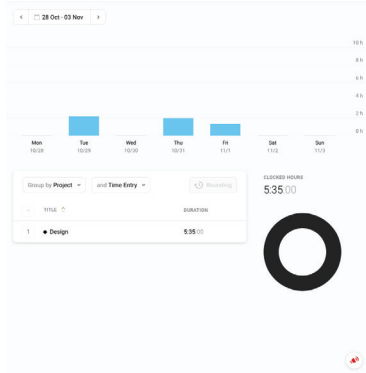 28 Oct - 03 Nov
10 h
8 h
6 h
4 h
2 h
0 h
Mon Tue Wed Thu Fri Sat Sun
10/28 10/29 10/30 10/31 11/1 11/2 11/3
Group by Project and Time Entry Rounding
CLOCKED HOURS
5:35:00
TITLE DURATION
1 Design 5:35:00